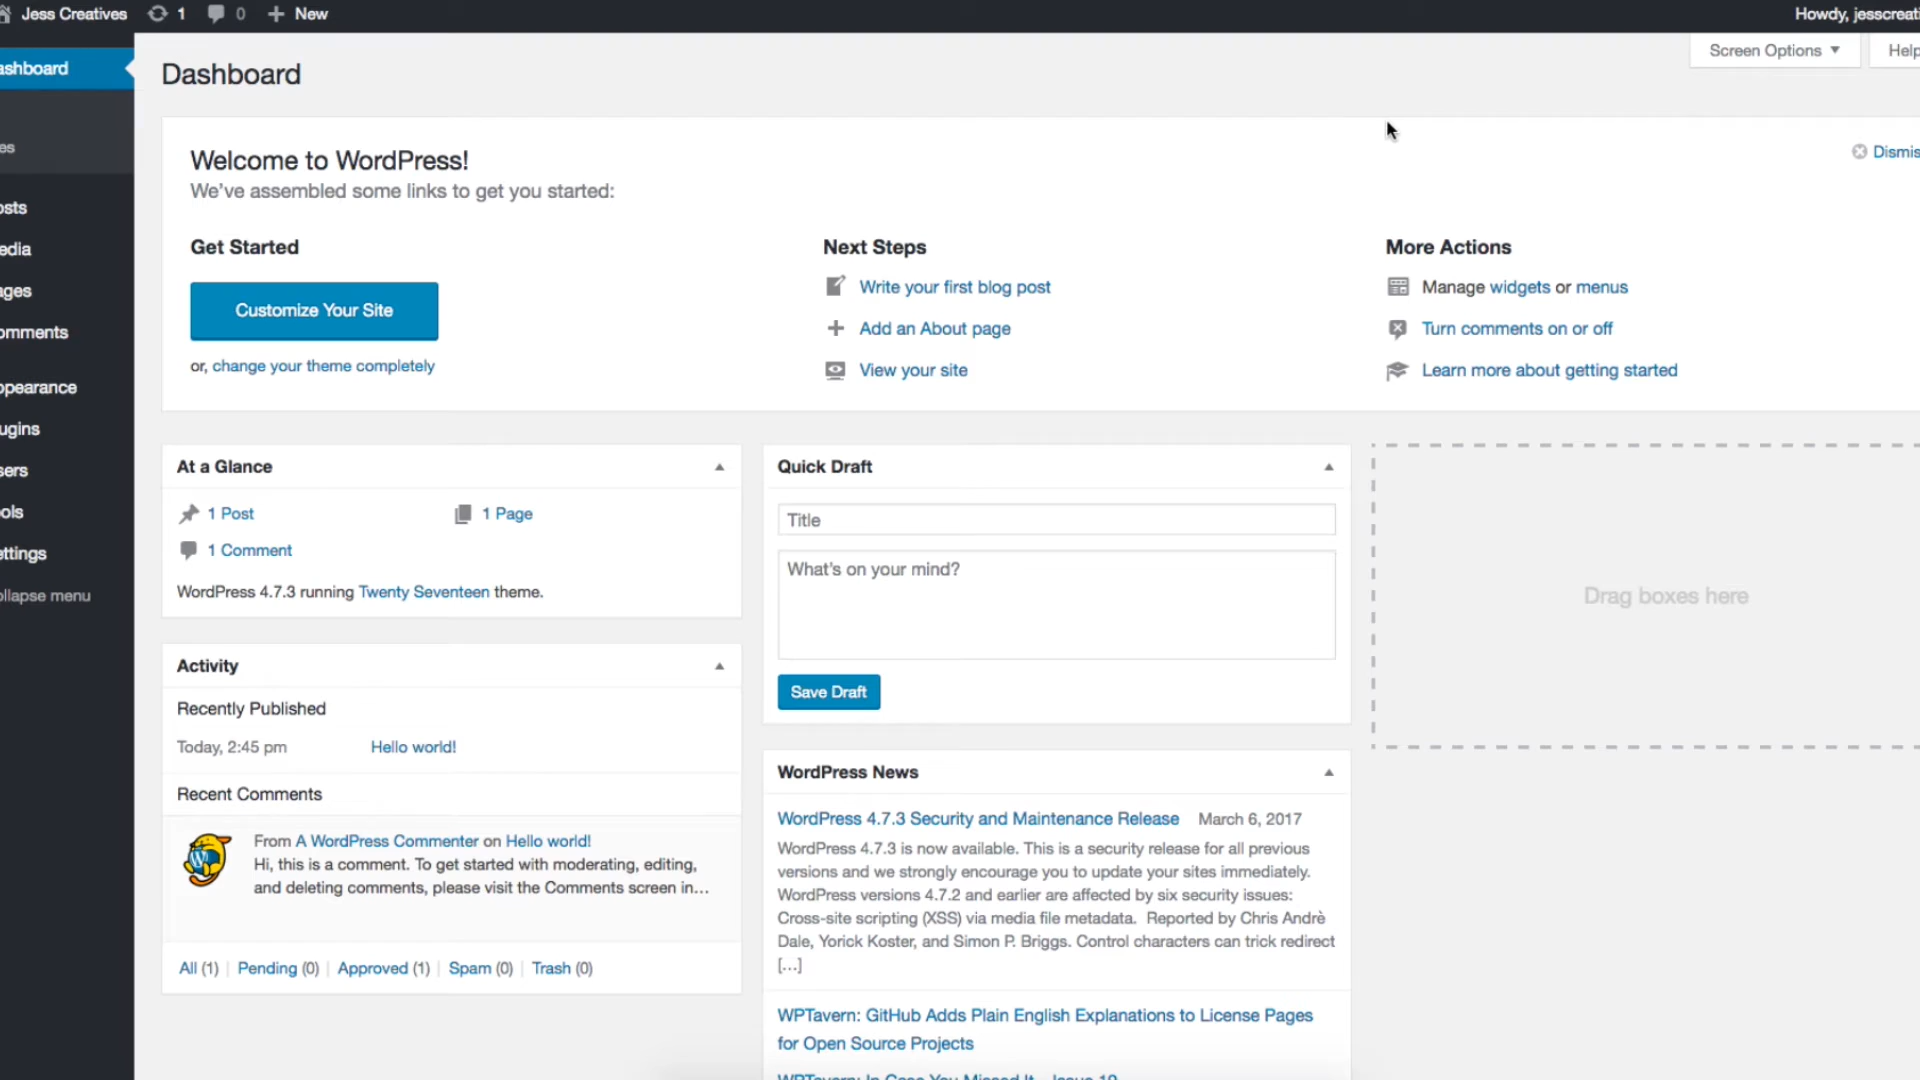 Jess Creatives 1 0 New
Howdy, jesscreati
Screen Options
Help
ashboard
es
osts
edia
ages
omments
ppearance
ugins
sers
ols
ettings
ollapse menu
Dashboard
Welcome to WordPress!
We've assembled some links to get you started:
Dismis
Get Started
Customize Your Site
or, change your theme completely
Next Steps
Write your first blog post
Add an About page
View your site
More Actions
Manage widgets or menus
Turn comments on or off
Learn more about getting started
At a Glance
1 Post
1 Page
1 Comment
WordPress 4.7.3 running Twenty Seventeen theme.
Activity
Recently Published
Today, 2:45 pm Hello world!
Recent Comments
From A WordPress Commenter on Hello world!
Hi, this is a comment. To get started with moderating, editing,
and deleting comments, please visit the Comments screen in...
All (1) | Pending (0) | Approved (1) | Spam (0) | Trash (0)
Quick Draft
Title
What's on your mind?
Save Draft
WordPress News
WordPress 4.7.3 Security and Maintenance Release March 6, 2017
WordPress 4.7.3 is now available. This is a security release for all previous
versions and we strongly encourage you to update your sites immediately.
WordPress versions 4.7.2 and earlier are affected by six security issues:
Cross-site scripting (XSS) via media file metadata. Reported by Chris Andrè
Dale, Yorick Koster, and Simon P. Briggs. Control characters can trick redirect
[...]
WPTavern: GitHub Adds Plain English Explanations to License Pages
for Open Source Projects
WPTavern: In Case You Missed It – Issue 19
Drag boxes here